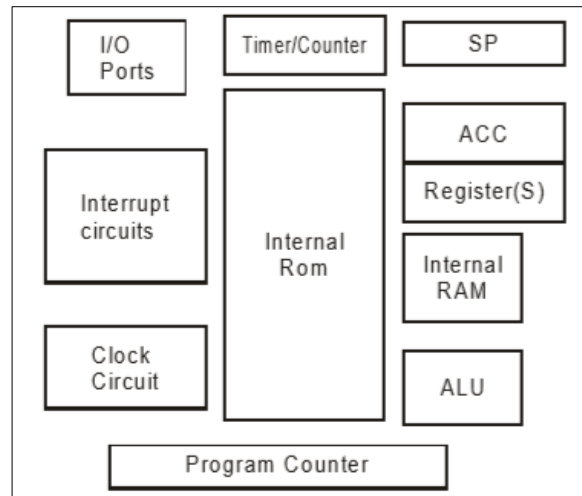 I/O
Ports
Timer/Counter
SP
ACC
Register(S)
Interrupt
circuits
Internal
Rom
Internal
RAM
Clock
Circuit
ALU
Program Counter